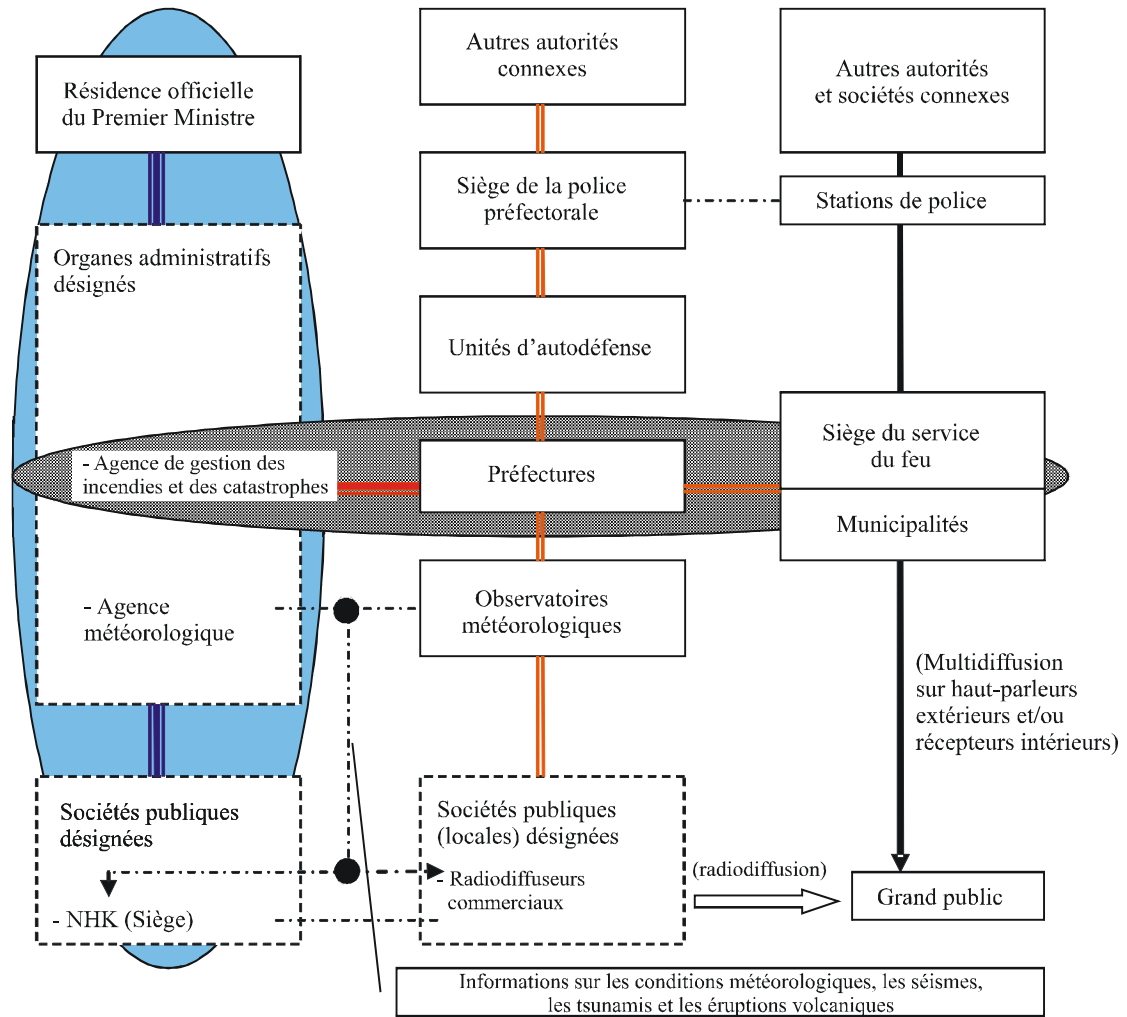 Résidence officielle
du Premier Ministre
Organes administratifs
désignés
- Agence de gestion des
incendies et des catastrophes
- Agence
météorologique
Sociétés publiques
désignées
- NHK (Siège)
Autres autorités
connexes
Siège de la police
préfectorale
Unités d’autodéfense
Préfectures
Observatoires
météorologiques
Sociétés publiques
(locales) désignées
- Radiodiffuseurs
commerciaux
(radiodiffusion)
Autres autorités
et sociétés connexes
Stations de police
Siège du service
du feu
Municipalités
(Multidiffusion
sur haut-parleurs
extérieurs et/ou
récepteurs intérieurs)
Grand public
Informations sur les conditions météorologiques, les séismes,
les tsunamis et les éruptions volcaniques